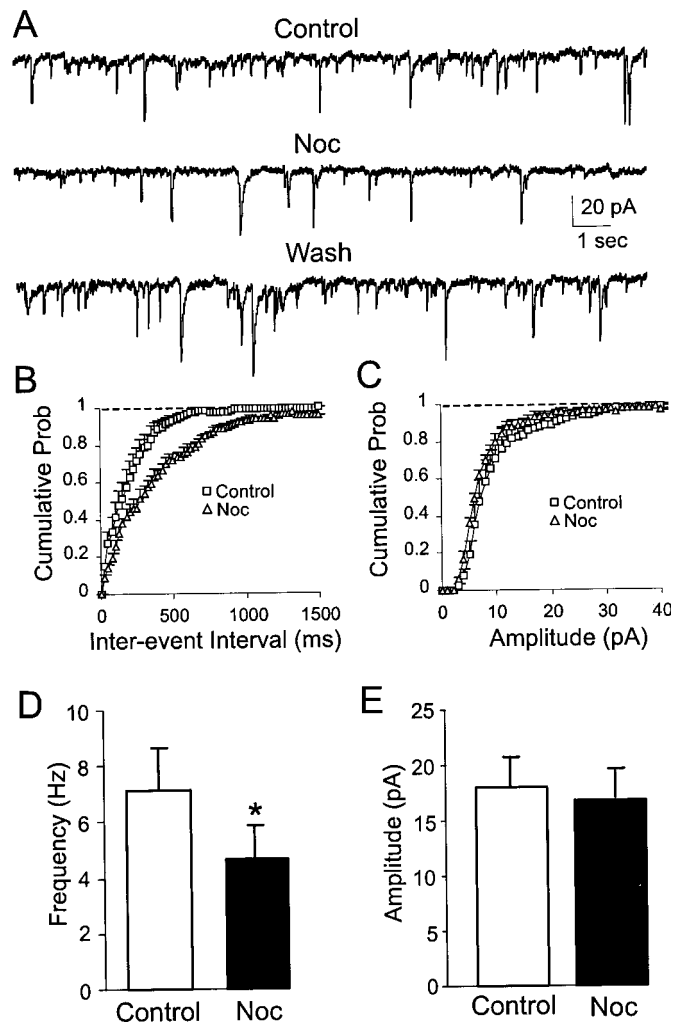 A
Control
Noc
20 pA
1 sec
Wash
B
Cumulative Prob
1
0.8
0.6
0.4
0.2
0
Control
Noc
0
500
1000
1500
Inter-event Interval (ms)
C
Cumulative Prob
1
0.8
0.6
0.4
0.2
0
Control
Noc
0
10
20
30
40
Amplitude (pA)
D
Frequency (Hz)
10
8
6
4
2
0
*
Control
Noc
E
Amplitude (pA)
25
20
15
10
5
0
Control
Noc